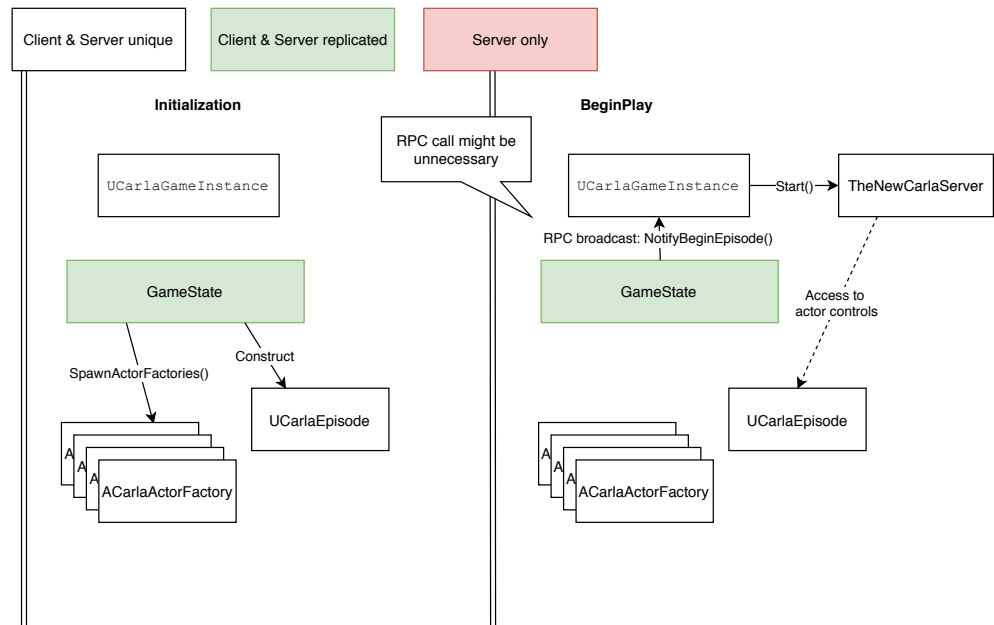 Client & Server unique
Client & Server replicated
Server only
Initialization
BeginPlay
RPC call might be
unnecessary
UCarlaGameInstance
UCarlaGameInstance
Start()
TheNewCarlaServer
RPC broadcast: NotifyBeginEpisode()
GameState
GameState
Access to
actor controls
Construct
SpawnActorFactories()
UCarlaEpisode
UCarlaEpisode
A
A
A
ACarlaActorFactory
A
A
A
ACarlaActorFactory